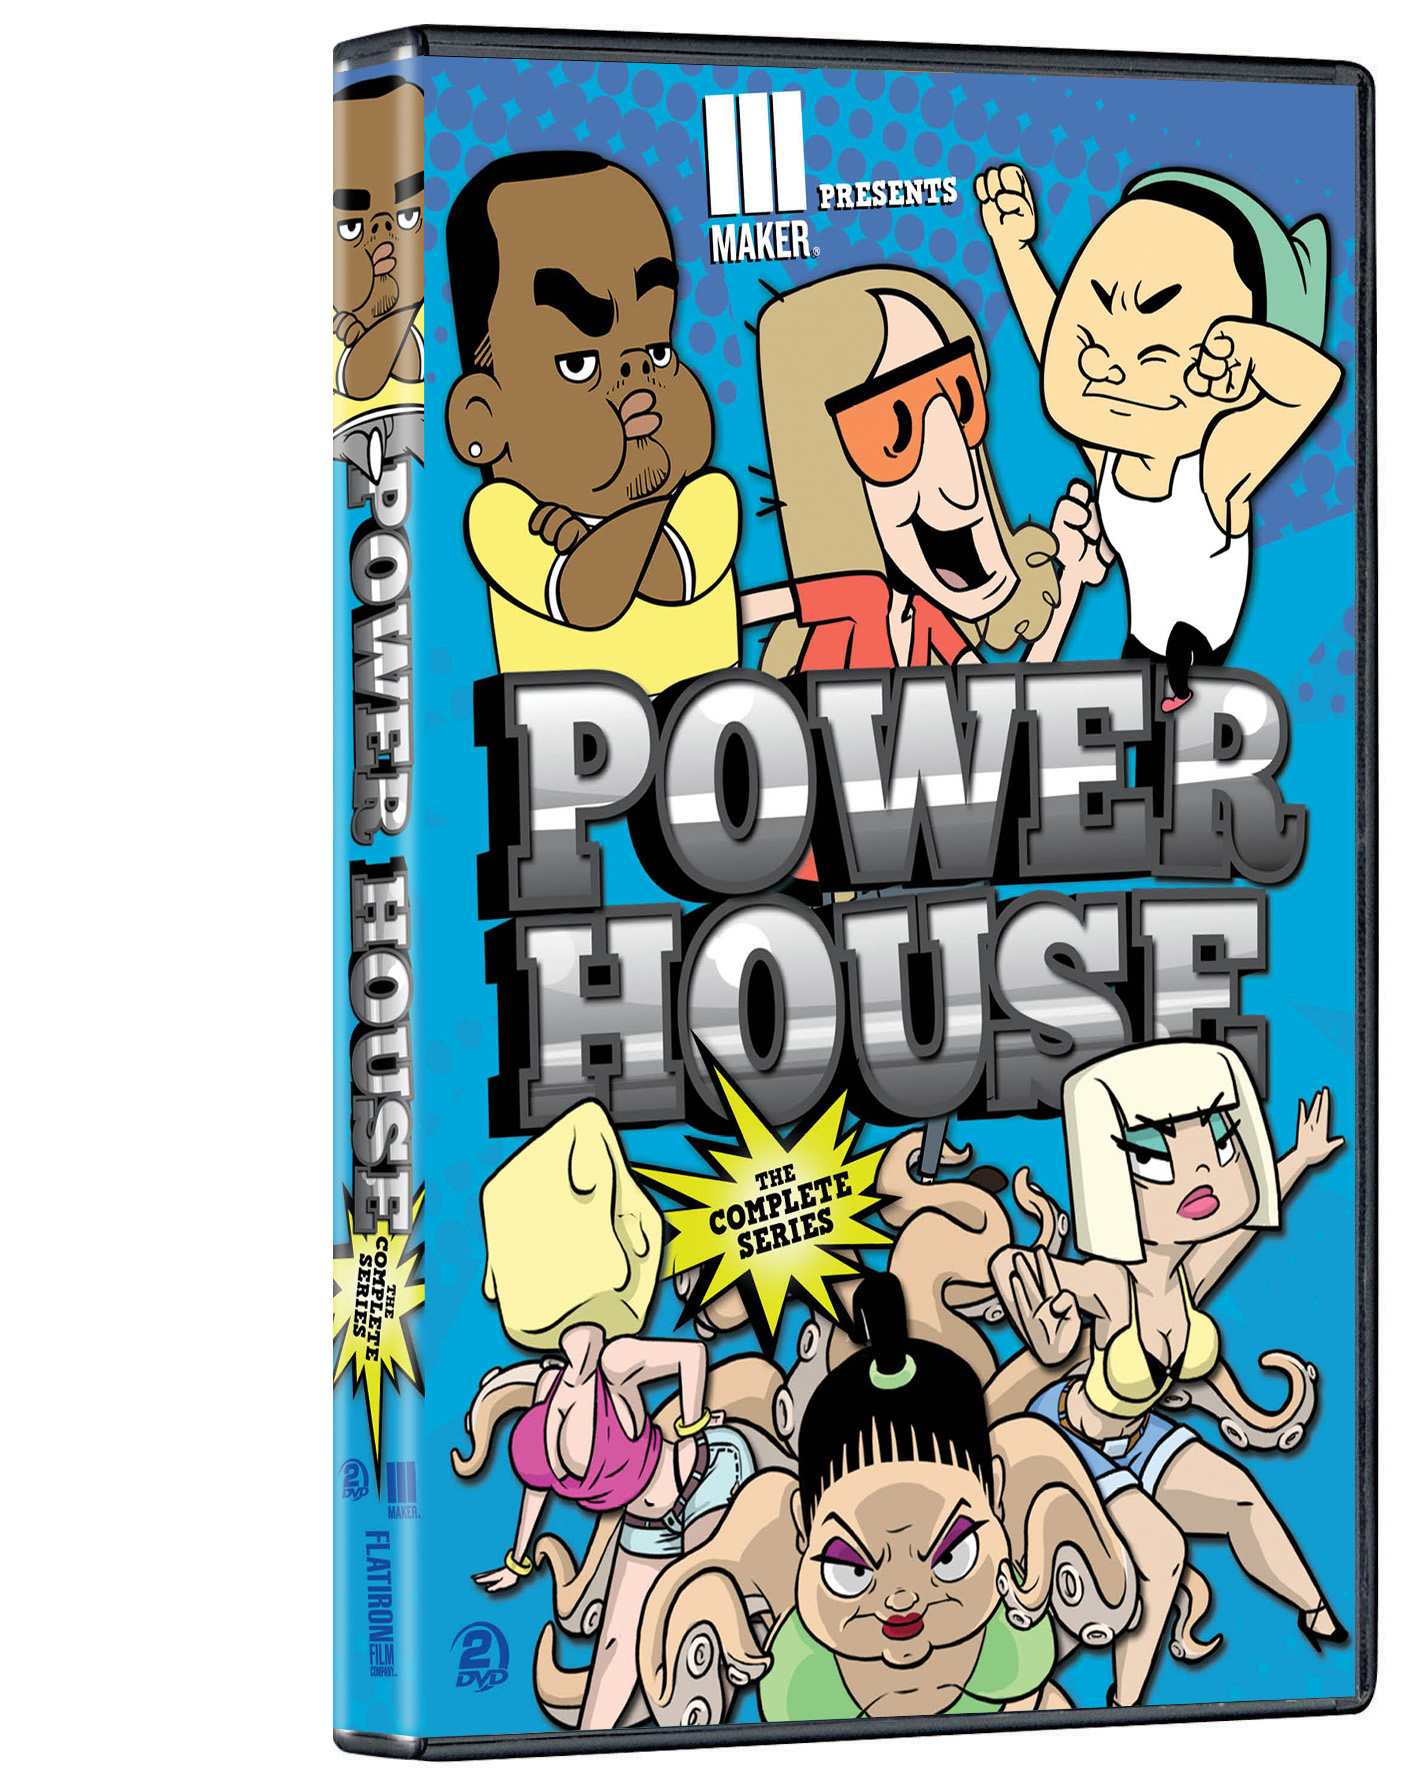 MAKER®
PRESENTS
POWER
HOUSE
THE
COMPLETE
SERIES
2
DVD
POWER HOUSE
THE
COMPLETE
SERIES
2
DVD
MAKER.
FLATIRON
FILM
COMPANY